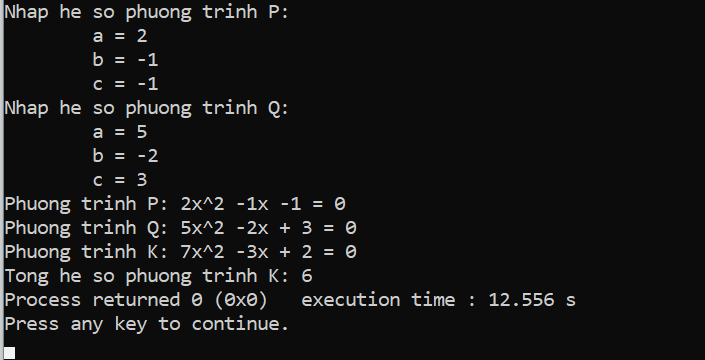 Nhap he so phuong trinh P:
a = 2
b = -1
c = -1
Nhap he so phuong trinh Q:
a = 5
b = -2
c = 3
Phuong trinh P: 2x^2 -1x -1 = 0
Phuong trinh Q: 5x^2 -2x + 3 = 0
Phuong trinh K: 7x^2 -3x + 2 = 0
Tong he so phuong trinh K: 6
Process returned 0 (0x0)   execution time : 12.556 s
Press any key to continue.